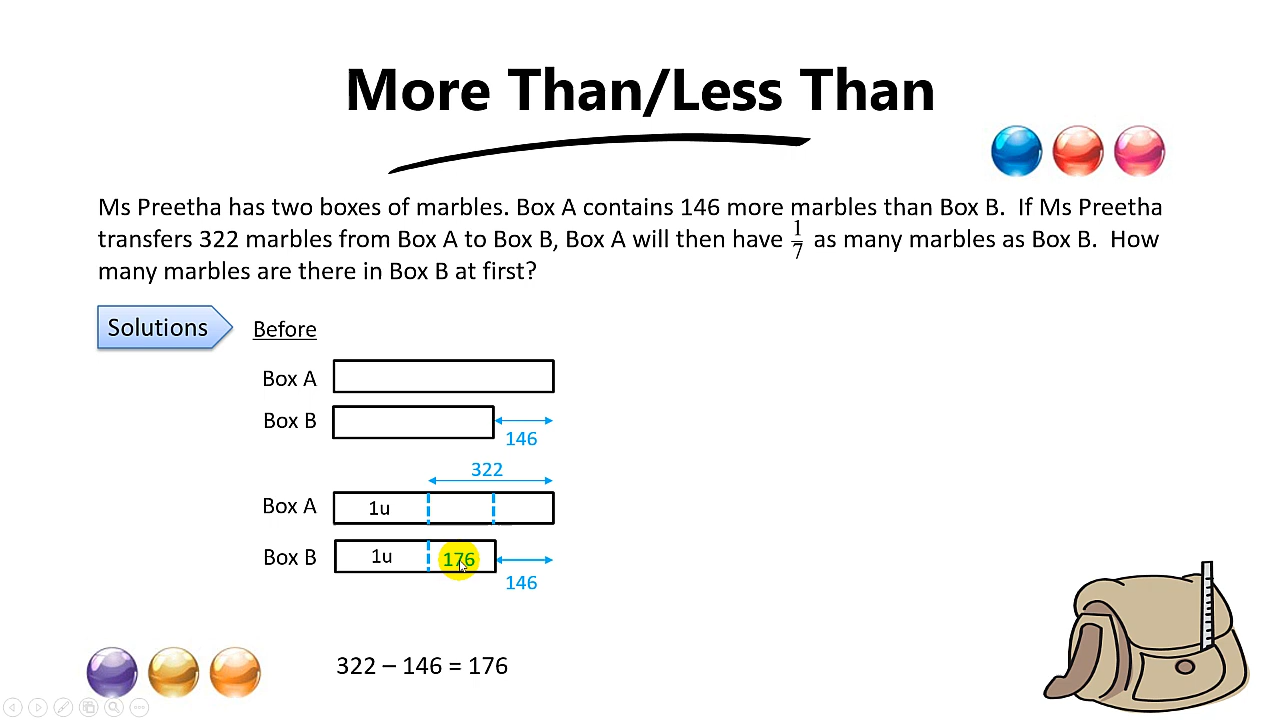 More Than/Less Than
Ms Preetha has two boxes of marbles. Box A contains 146 more marbles than Box B. If Ms Preetha
transfers 322 marbles from Box A to Box B, Box A will then have 1/7 as many marbles as Box B. How
many marbles are there in Box B at first?
Solutions
Before
Box A
Box B
146
322
Box A 1u
Box B 1u 176
146
322 – 146 = 176